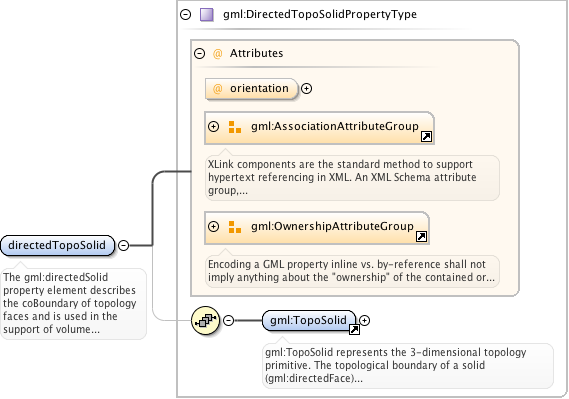 gml:DirectedTopoSolidPropertyType
@ Attributes
@ orientation
gml:AssociationAttributeGroup
XLink components are the standard method to support
hypertext referencing in XML. An XML Schema attribute
group,...
gml:OwnershipAttributeGroup
Encoding a GML property inline vs. by-reference shall not
imply anything about the "ownership" of the contained or...
directedTopoSolid
The gml:directedSolid
property element describes
the coBoundary of topology
faces and is used in the
support of volume...
gml:TopoSolid
gml:TopoSolid represents the 3-dimensional topology
primitive. The topological boundary of a solid
(gml:directedFace)...